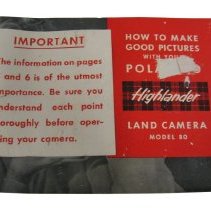 IMPORTANT
The information on pages
and 6 is of the utmost
importance. Be sure you
understand each point
thoroughly before oper-
ing your camera.
HOW TO MAKE
GOOD PICTURES
WITH YOUR
POLA
Highlander
LAND CAMERA
MODEL 80